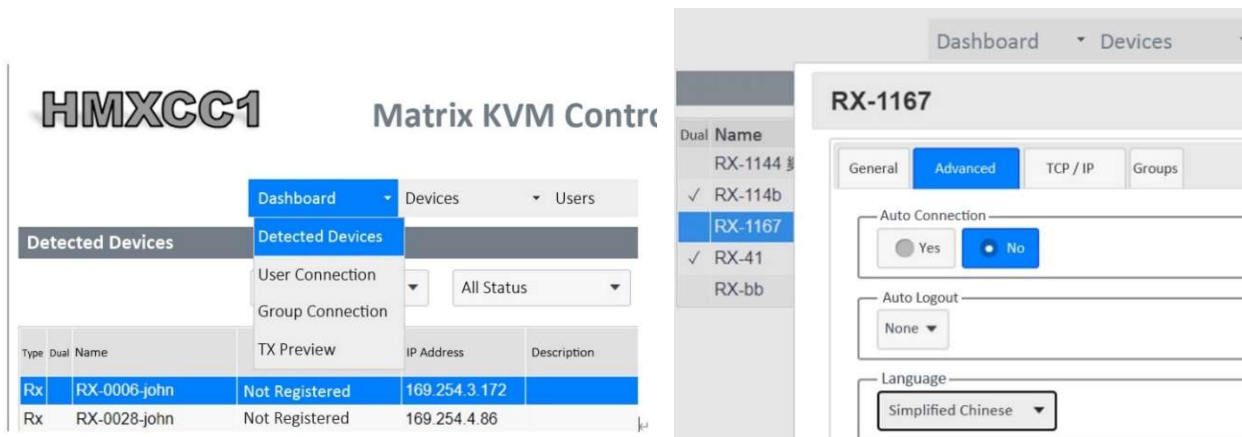 HMXCC1
Matrix KVM Contro
Dashboard Devices Users
Detected Devices
Detected Devices
User Connection
Group Connection
TX Preview
All Status
Type Dual Name IP Address Description
Rx RX-0006-john Not Registered 169.254.3.172
Rx RX-0028-john Not Registered 169.254.4.86
Dashboard Devices
RX-1167
Dual Name
RX-1144
✓ RX-114b
RX-1167
✓ RX-41
RX-bb
General Advanced TCP / IP Groups
Auto Connection
Yes No
Auto Logout
None
Language
Simplified Chinese